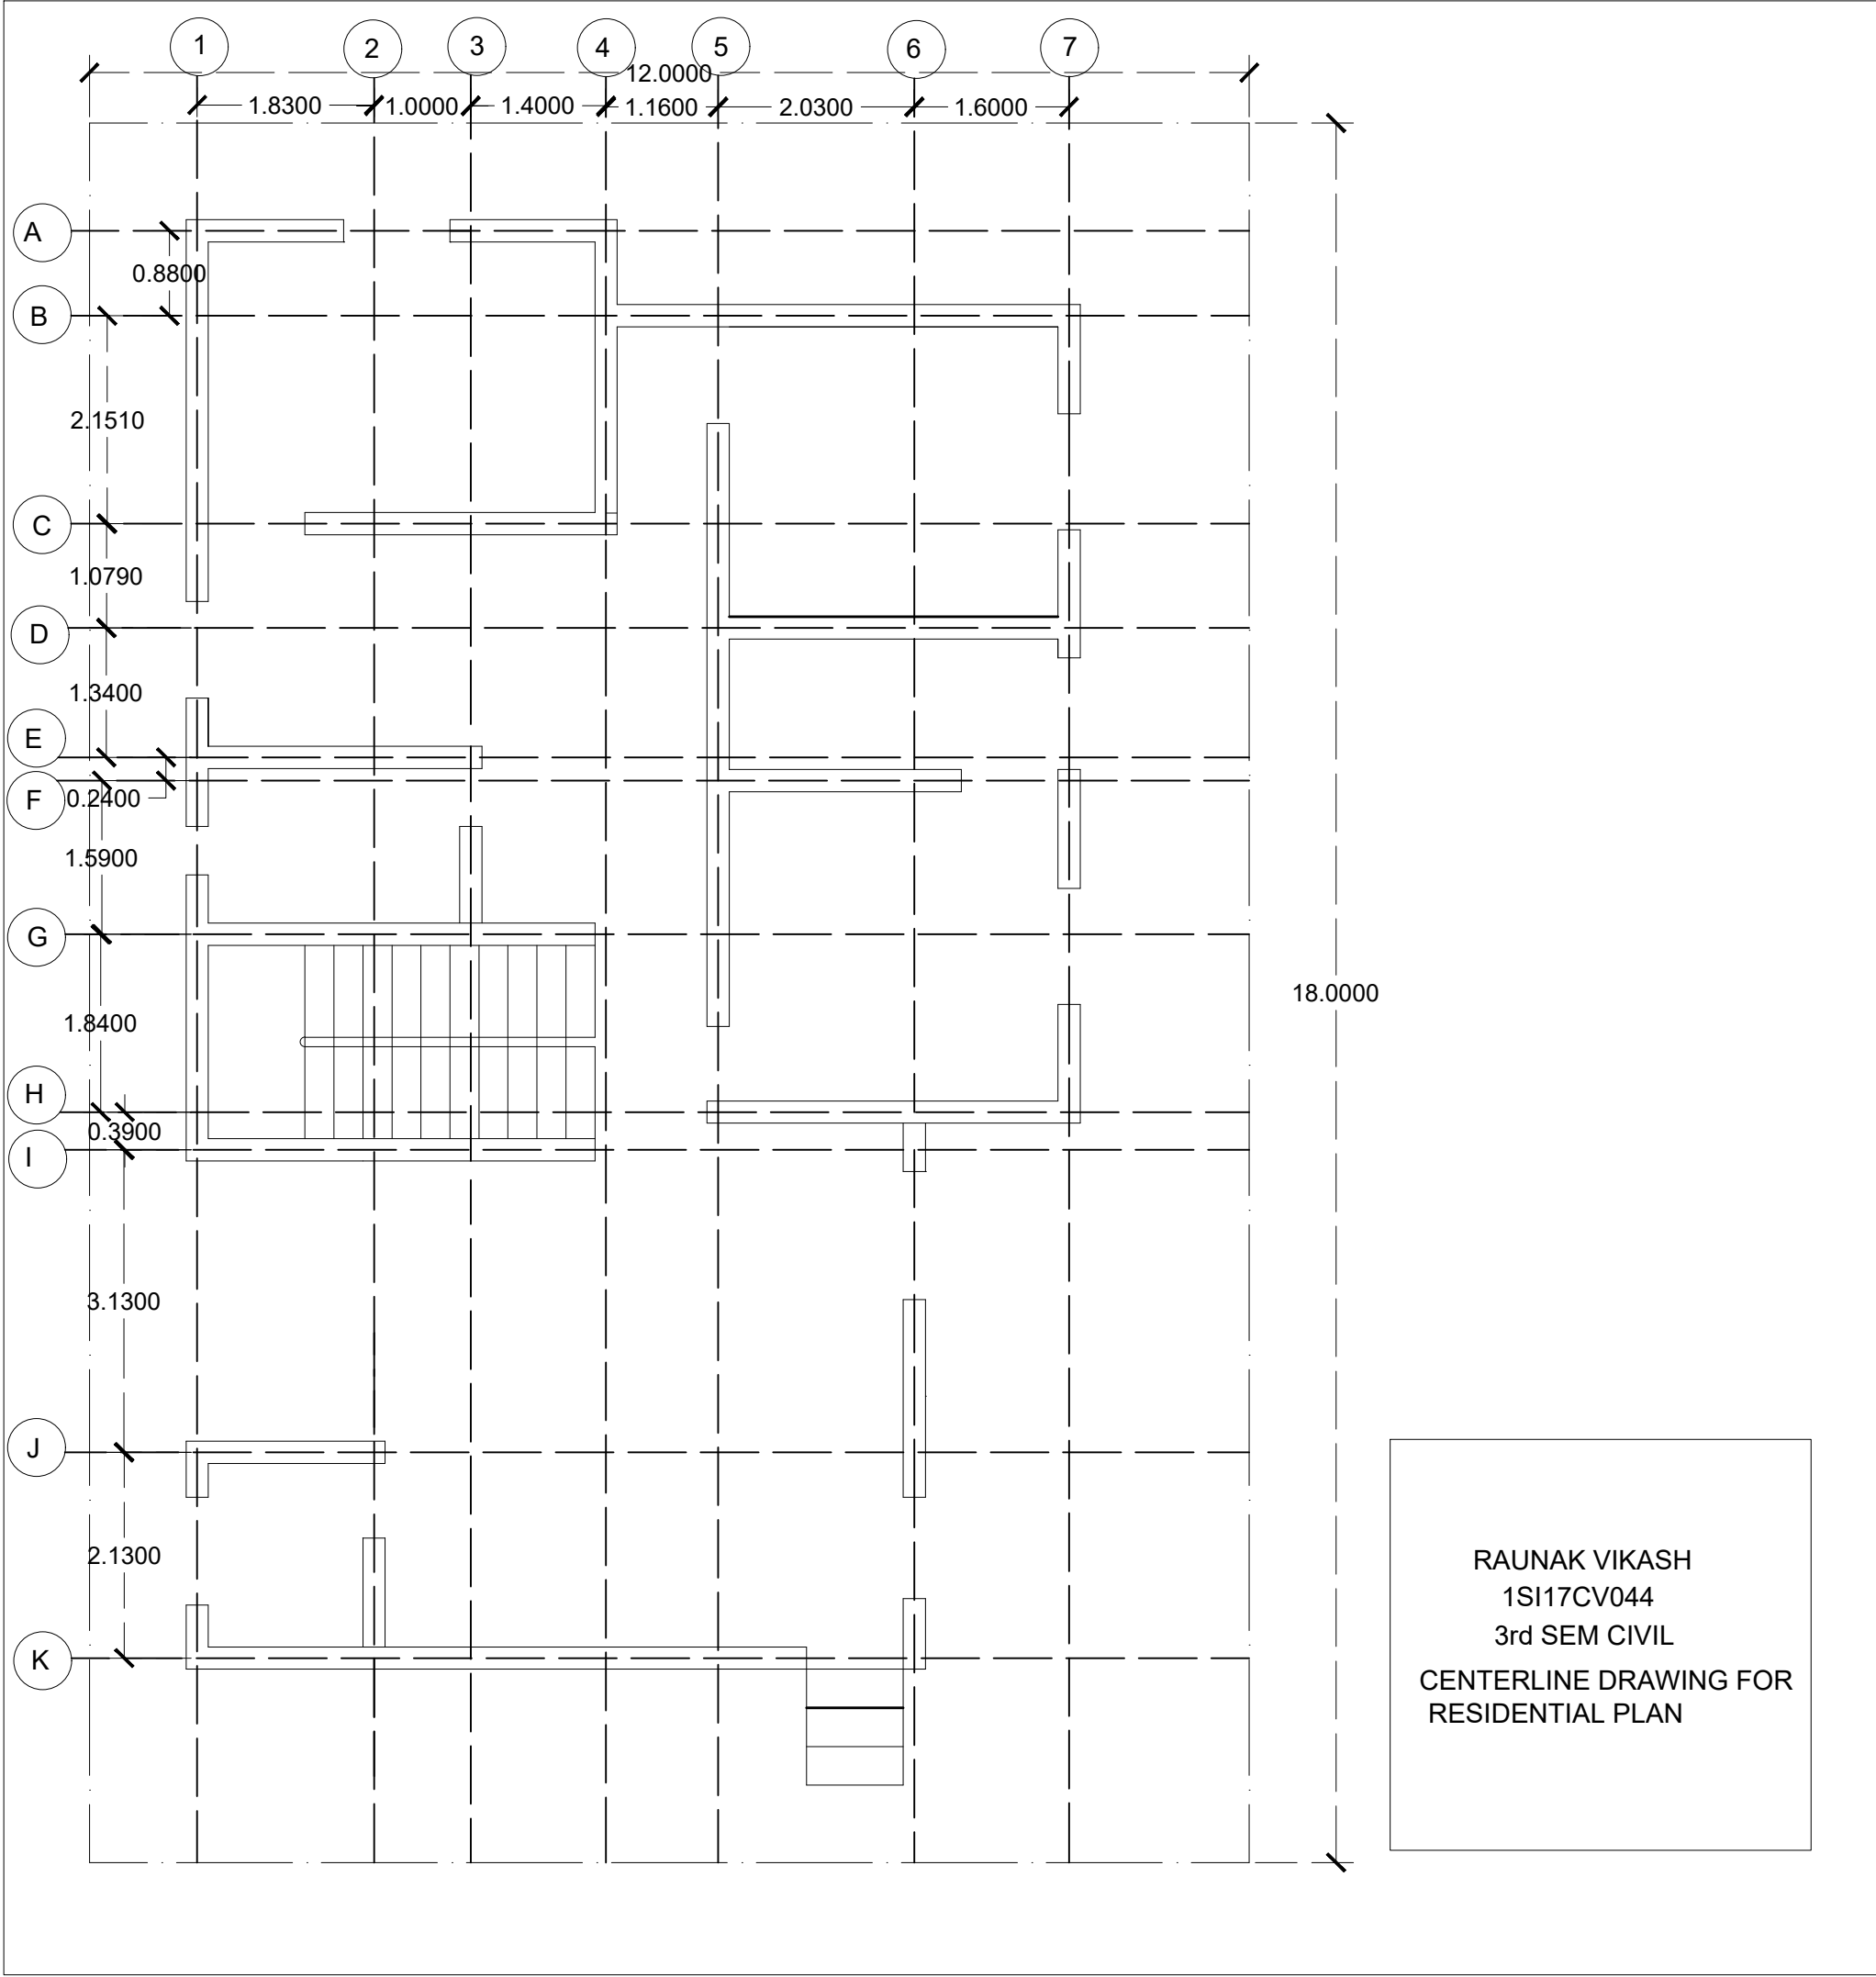 1 2 3 4 5 6 7
12.0000
1.8300 1.0000 1.4000 1.1600 2.0300 1.6000
A
0.8800
B
2.1510
C
1.0790
D
1.3400
E
F 0.2400
1.5900
G
18.0000
1.8400
H
0.3900
I
3.1300
J
2.1300
K
RAUNAK VIKASH
1SI17CV044
3rd SEM CIVIL
CENTERLINE DRAWING FOR
RESIDENTIAL PLAN